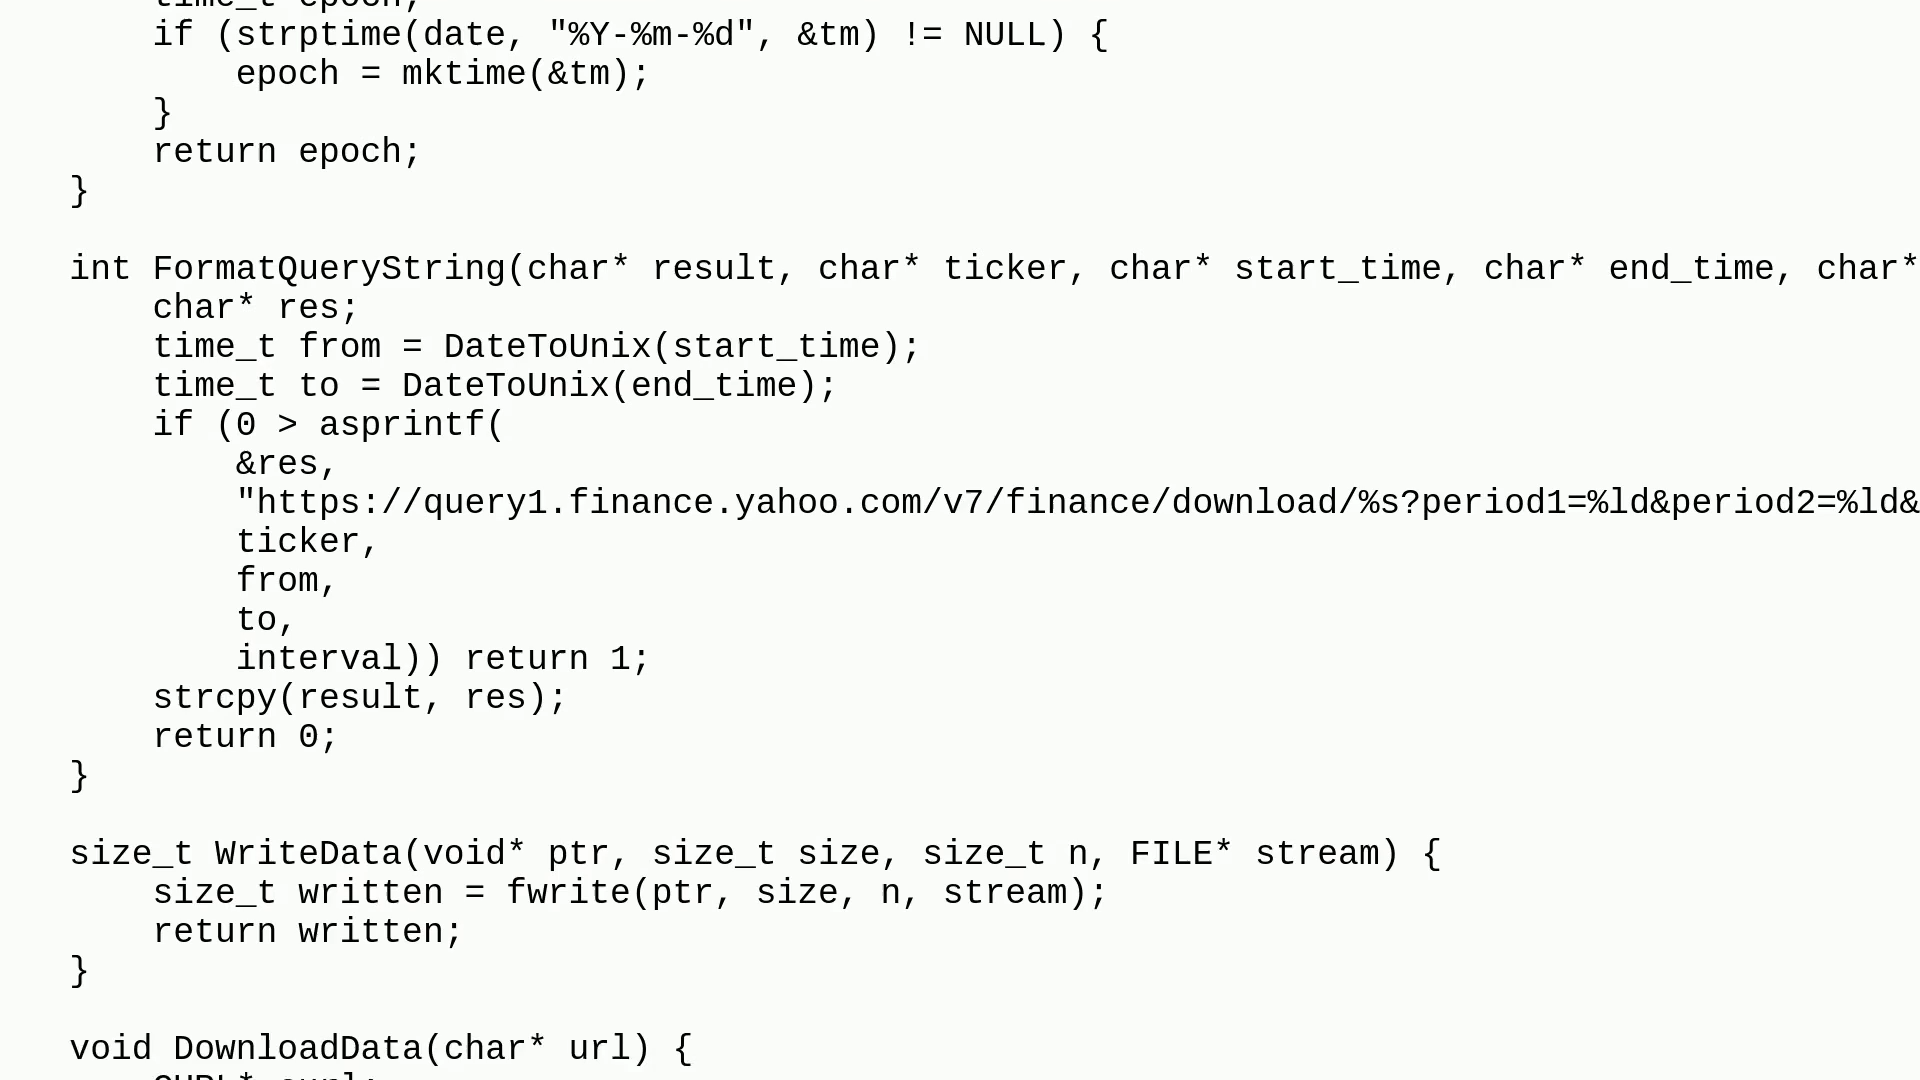 time_t epoch;
if (strptime(date, "%Y-%m-%d", &tm) != NULL) {
epoch = mktime(&tm);
}
return epoch;
}
int FormatQueryString(char* result, char* ticker, char* start_time, char* end_time, char*
char* res;
time_t from = DateToUnix(start_time);
time_t to = DateToUnix(end_time);
if (0 > asprintf(
&res,
"https://query1.finance.yahoo.com/v7/finance/download/%s?period1=%ld&period2=%ld&
ticker,
from,
to,
interval)) return 1;
strcpy(result, res);
return 0;
}
size_t WriteData(void* ptr, size_t size, size_t n, FILE* stream) {
size_t written = fwrite(ptr, size, n, stream);
return written;
}
void DownloadData(char* url) {
CURL* curl;